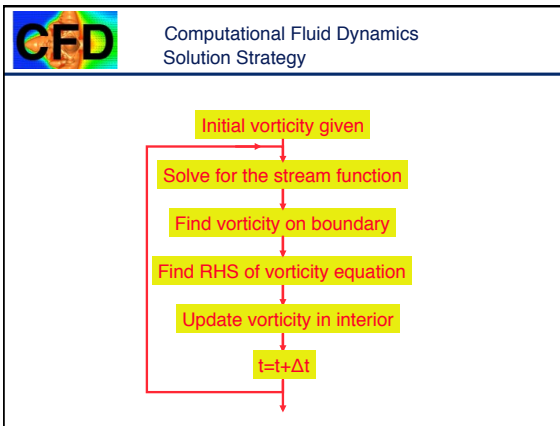 CFD
Computational Fluid Dynamics
Solution Strategy
Initial vorticity given
Solve for the stream function
Find vorticity on boundary
Find RHS of vorticity equation
Update vorticity in interior
t=t+Δt